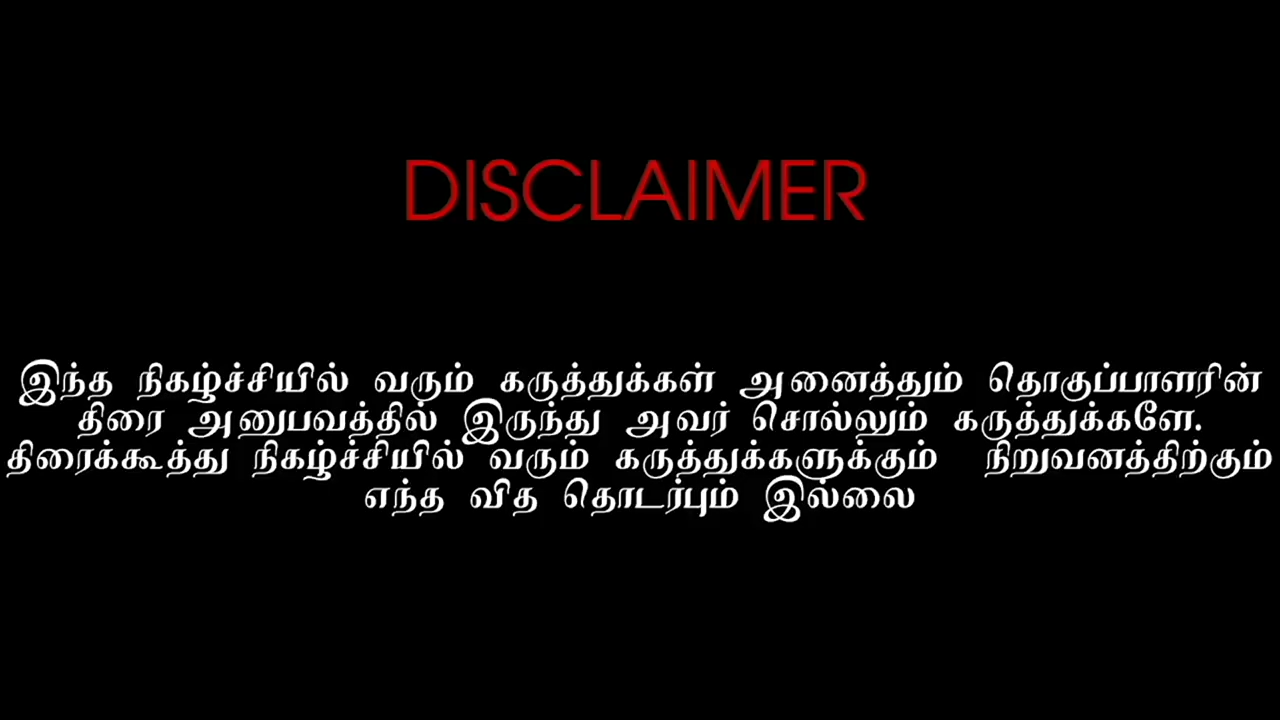 DISCLAIMER
இந்த நிகழ்ச்சியில் வரும் கருத்துக்கள் அனைத்தும் தொகுப்பாளரின்
திரை அனுபவத்தில் இருந்து அவர் சொல்லும் கருத்துக்களே.
திரைக்கூத்து நிகழ்ச்சியில் வரும் கருத்துக்களுக்கும் நிறுவனத்திற்கும்
எந்த வித தொடர்பும் இல்லை